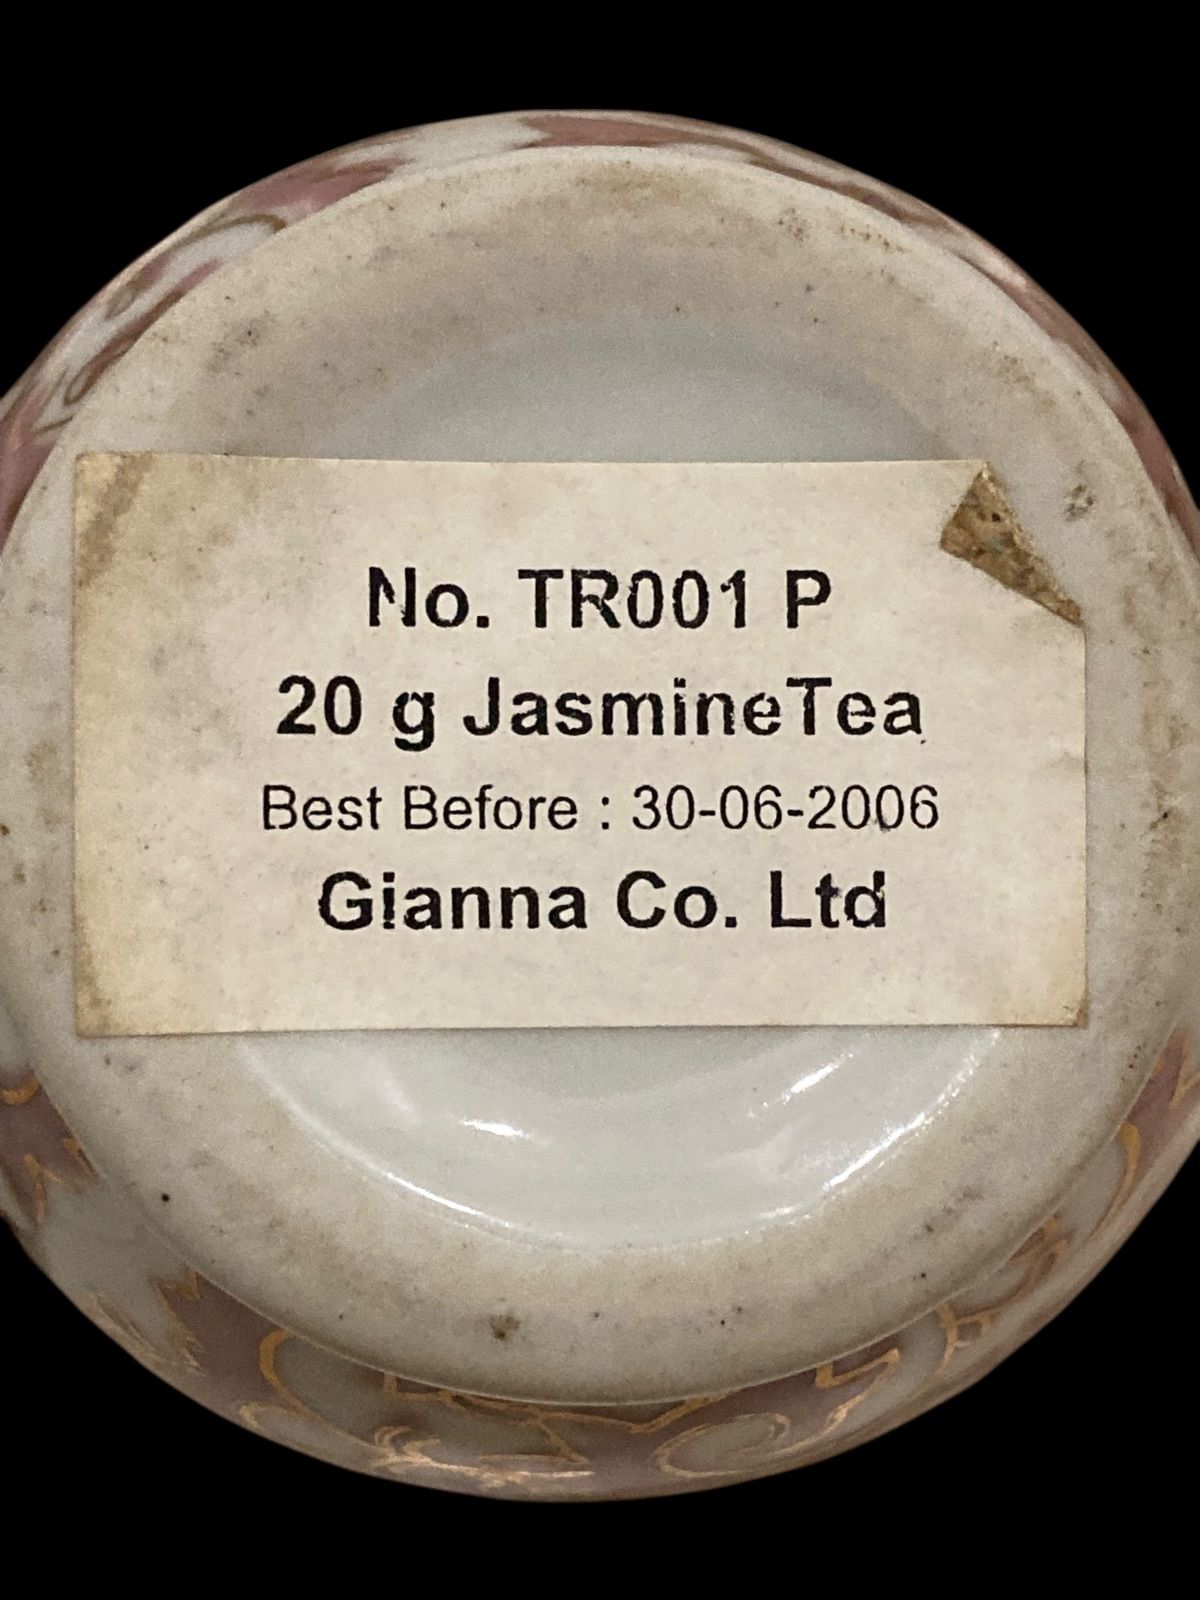 No. TR001 P
20 g JasmineTea
Best Before : 30-06-2006
Gianna Co. Ltd